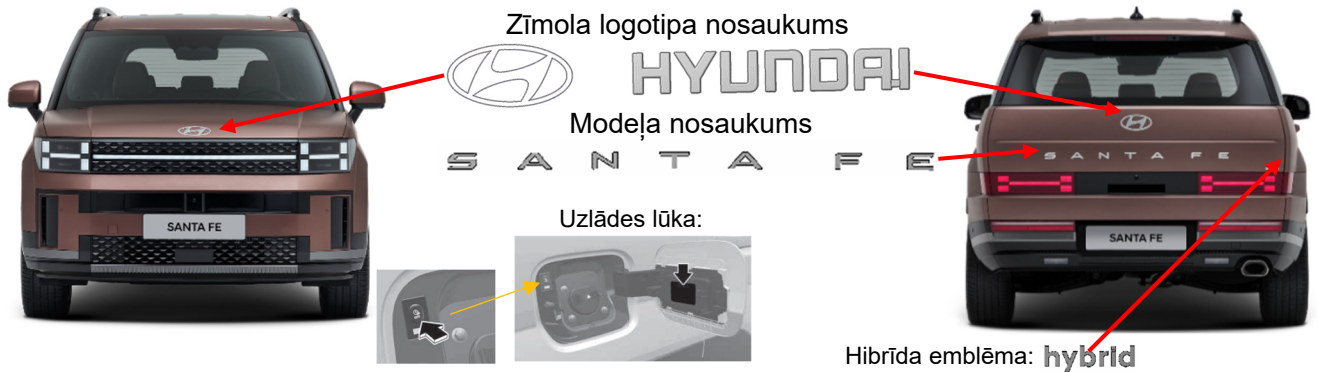 Zīmola logotipa nosaukums
HYUNDAI
Modeļa nosaukums
SANTA FE
SANTA FE
SANTA FE
Uzlādes lūka:
SANTA FE
Hibrīda emblēma: hybrid